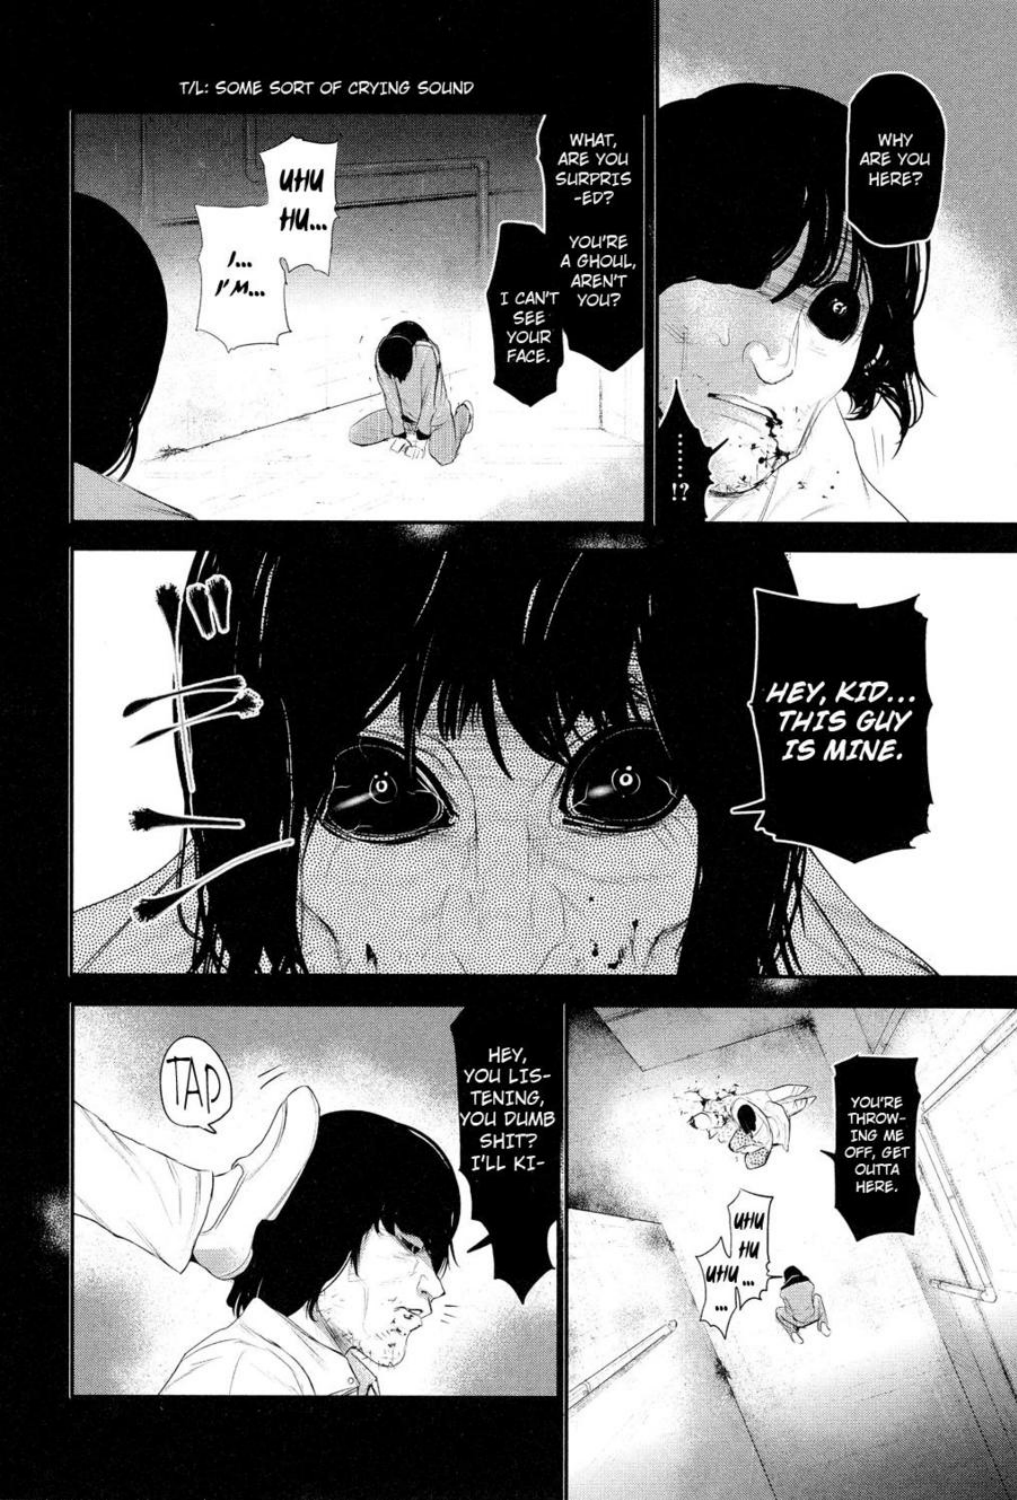 T/L: SOME SORT OF CRYING SOUND
WHY
ARE YOU
HERE?
......
!?
WHAT,
ARE YOU
SURPRIS
-ED?
YOU'RE
A GHOUL,
AREN'T
YOU?
I CAN'T
SEE
YOUR
FACE.
UHU
HU...
I...
I'M...
HEY, KID...
THIS GUY
IS MINE.
YOU'RE
THROW-
ING ME
OFF, GET
OUTTA
HERE.
UHU
HU
UHU...
...
HEY,
YOU LIS-
TENING,
YOU DUMB
SHIT?
I'LL KI-
TAP